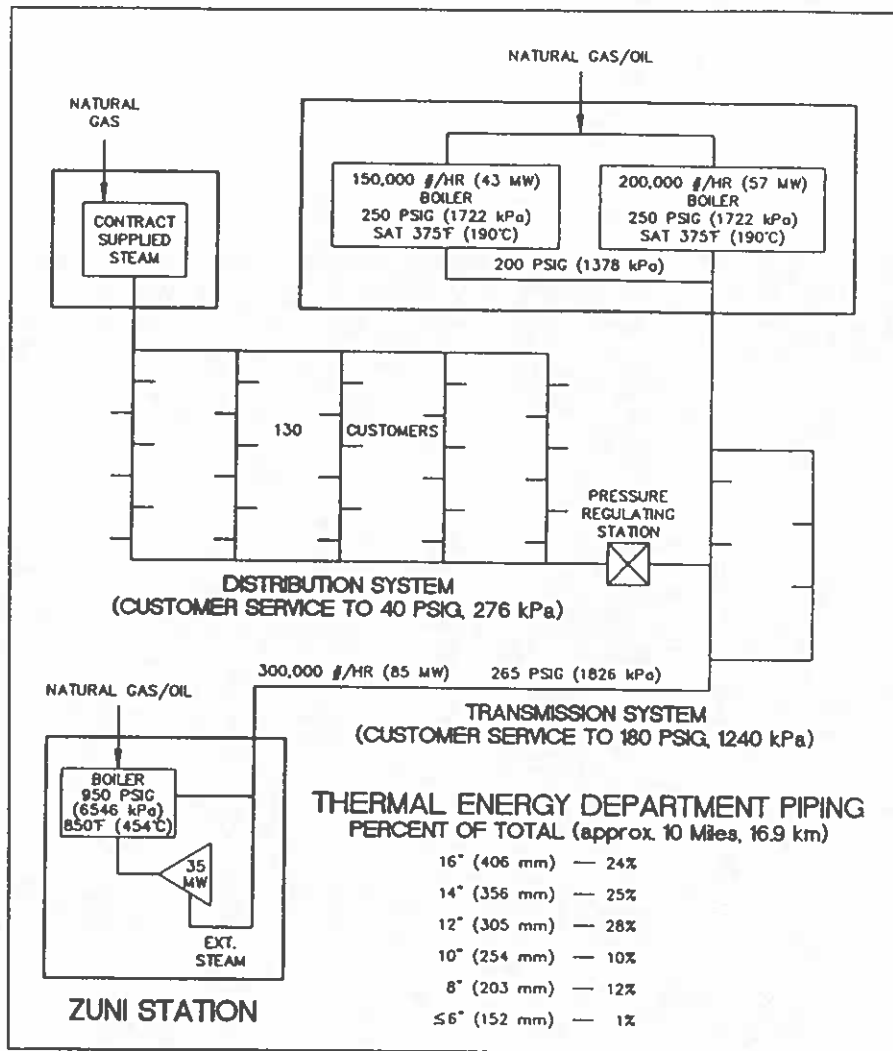 NATURAL GAS/OIL
NATURAL
GAS
CONTRACT
SUPPLIED
STEAM
150,000 #/HR (43 MW)
BOILER
250 PSIG (1722 kPa)
SAT 375°F (190°C)
200,000 #/HR (57 MW)
BOILER
250 PSIG (1722 kPa)
SAT 375°F (190°C)
200 PSIG (1378 kPa)
130 CUSTOMERS
PRESSURE
REGULATING
STATION
DISTRIBUTION SYSTEM
(CUSTOMER SERVICE TO 40 PSIG, 276 kPa)
300,000 #/HR (85 MW) 265 PSIG (1826 kPa)
TRANSMISSION SYSTEM
(CUSTOMER SERVICE TO 180 PSIG, 1240 kPa)
NATURAL GAS/OIL
BOILER
950 PSIG
(6546 kPa)
850°F (454°C)
35
MW
EXT.
STEAM
ZUNI STATION
THERMAL ENERGY DEPARTMENT PIPING
PERCENT OF TOTAL (approx. 10 Miles, 16.9 km)
16" (406 mm) — 24%
14" (356 mm) — 25%
12" (305 mm) — 28%
10" (254 mm) — 10%
8" (203 mm) — 12%
≤6" (152 mm) — 1%